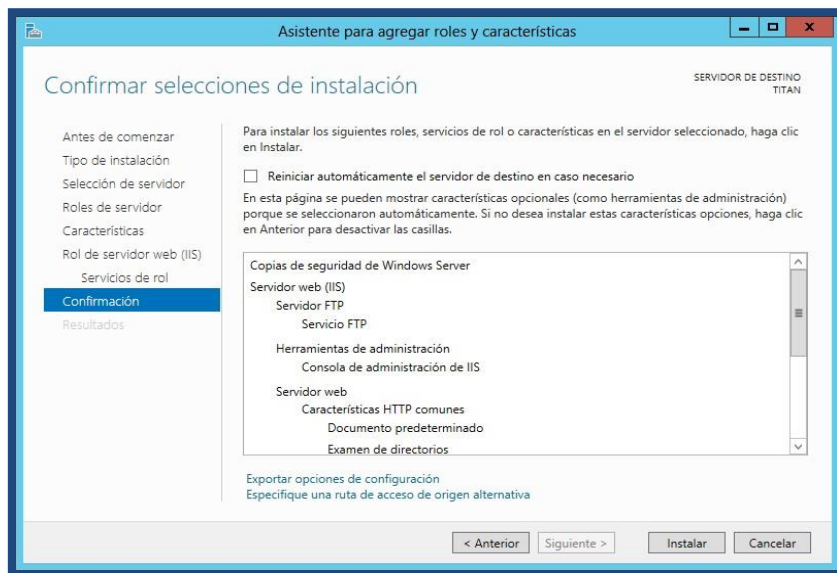 Asistente para agregar roles y características
Confirmar selecciones de instalación
SERVIDOR DE DESTINO
TITAN
Antes de comenzar
Tipo de instalación
Selección de servidor
Roles de servidor
Características
Rol de servidor web (IIS)
Servicios de rol
Confirmación
Resultados
Para instalar los siguientes roles, servicios de rol o características en el servidor seleccionado, haga clic
en Instalar.
Reiniciar automáticamente el servidor de destino en caso necesario
En esta página se pueden mostrar características opcionales (como herramientas de administración)
porque se seleccionaron automáticamente. Si no desea instalar estas características opciones, haga clic
en Anterior para desactivar las casillas.
Copias de seguridad de Windows Server
Servidor web (IIS)
Servidor FTP
Servicio FTP
Herramientas de administración
Consola de administración de IIS
Servidor web
Características HTTP comunes
Documento predeterminado
Examen de directorios
Exportar opciones de configuración
Especifique una ruta de acceso de origen alternativa
< Anterior
Siguiente >
Instalar
Cancelar